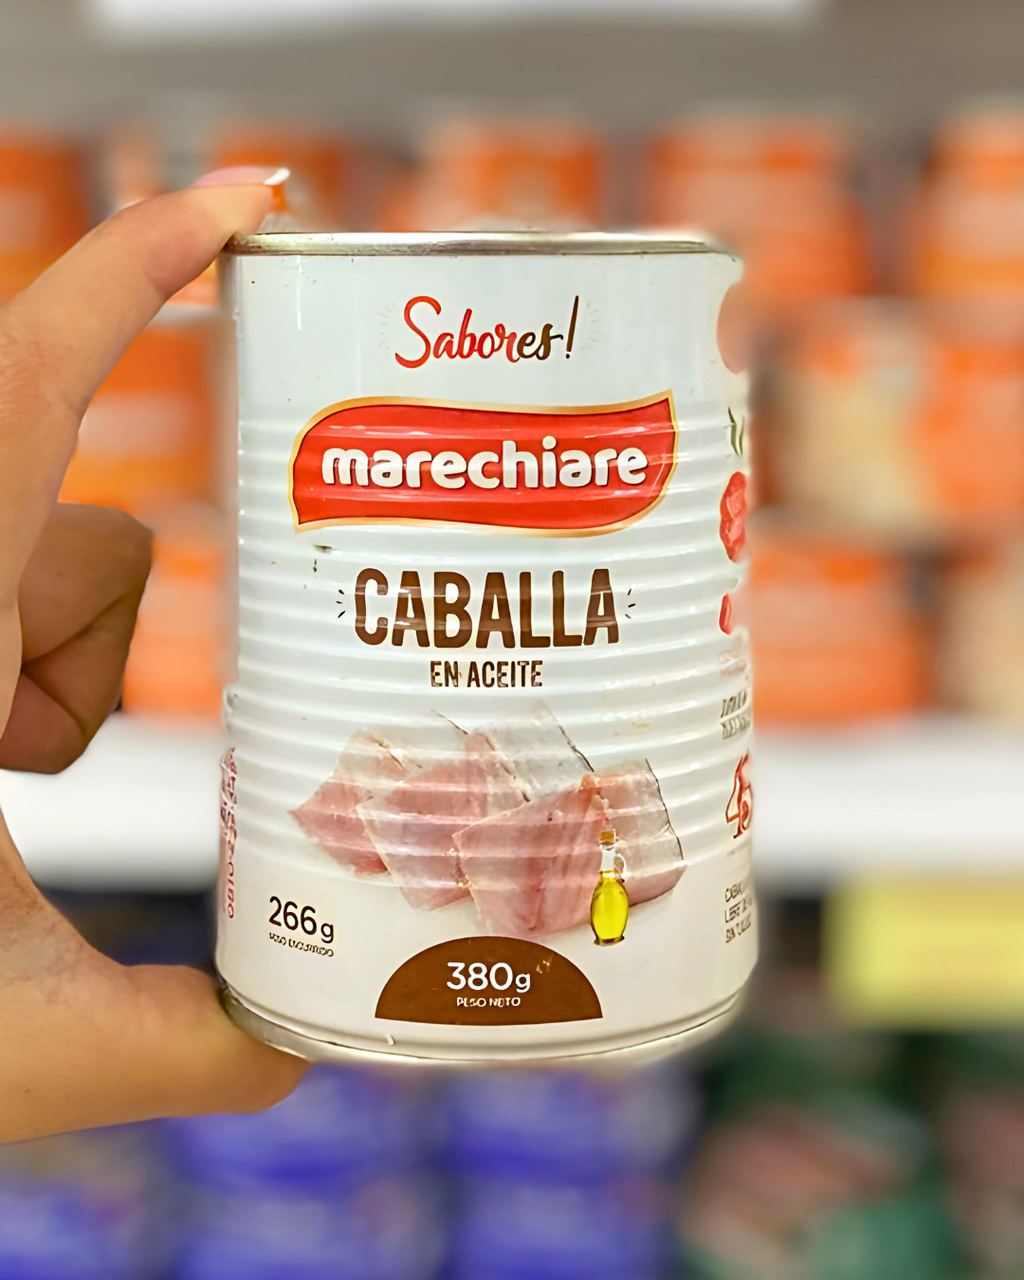 Sabores!
marechiare
CABALLA
EN ACEITE
266g
380g
PESO NETO